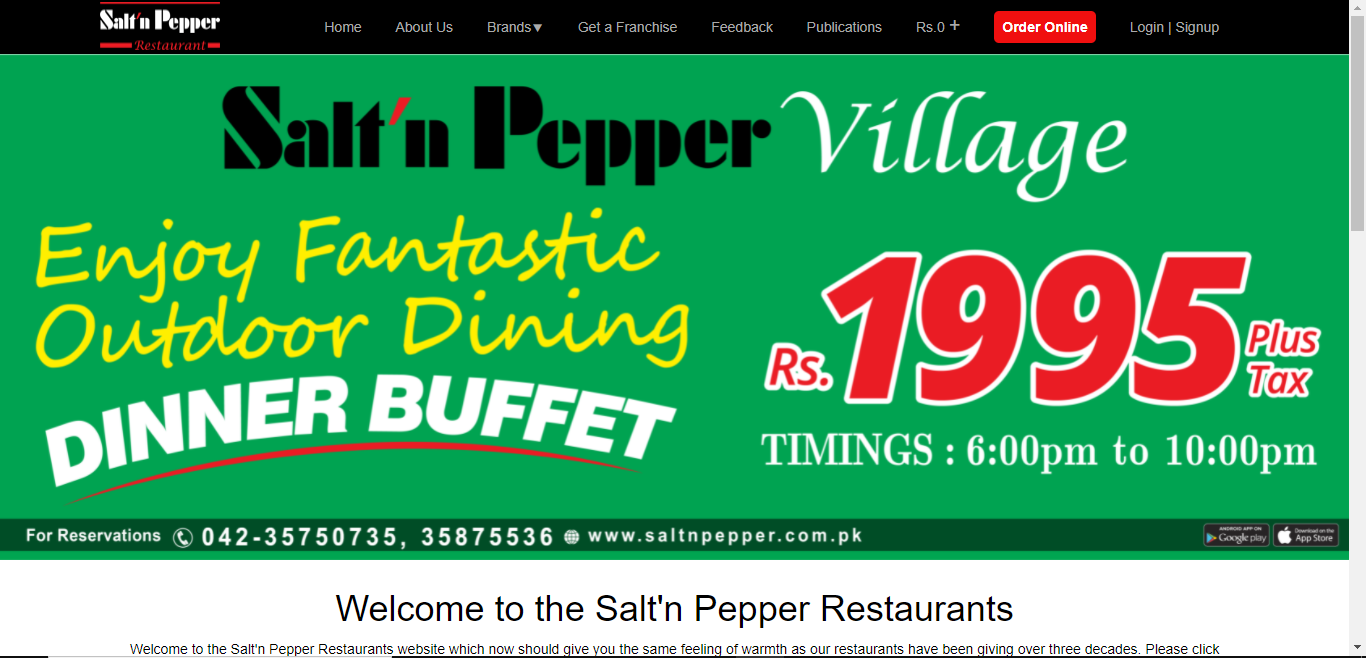 Salt'n Pepper
Restaurant
Home About Us Brands▼ Get a Franchise Feedback Publications Rs.0 + Order Online Login | Signup
Salt'n Pepper Village
Enjoy Fantastic
Outdoor Dining
DINNER BUFFET
Rs. 1995 Plus
Tax
TIMINGS : 6:00pm to 10:00pm
For Reservations 042-35750735, 35875536 www.saltnpepper.com.pk
ANDROID APP ON
Google play
Download on the
App Store
Welcome to the Salt'n Pepper Restaurants
Welcome to the Salt'n Pepper Restaurants website which now should give you the same feeling of warmth as our restaurants have been giving over three decades. Please click